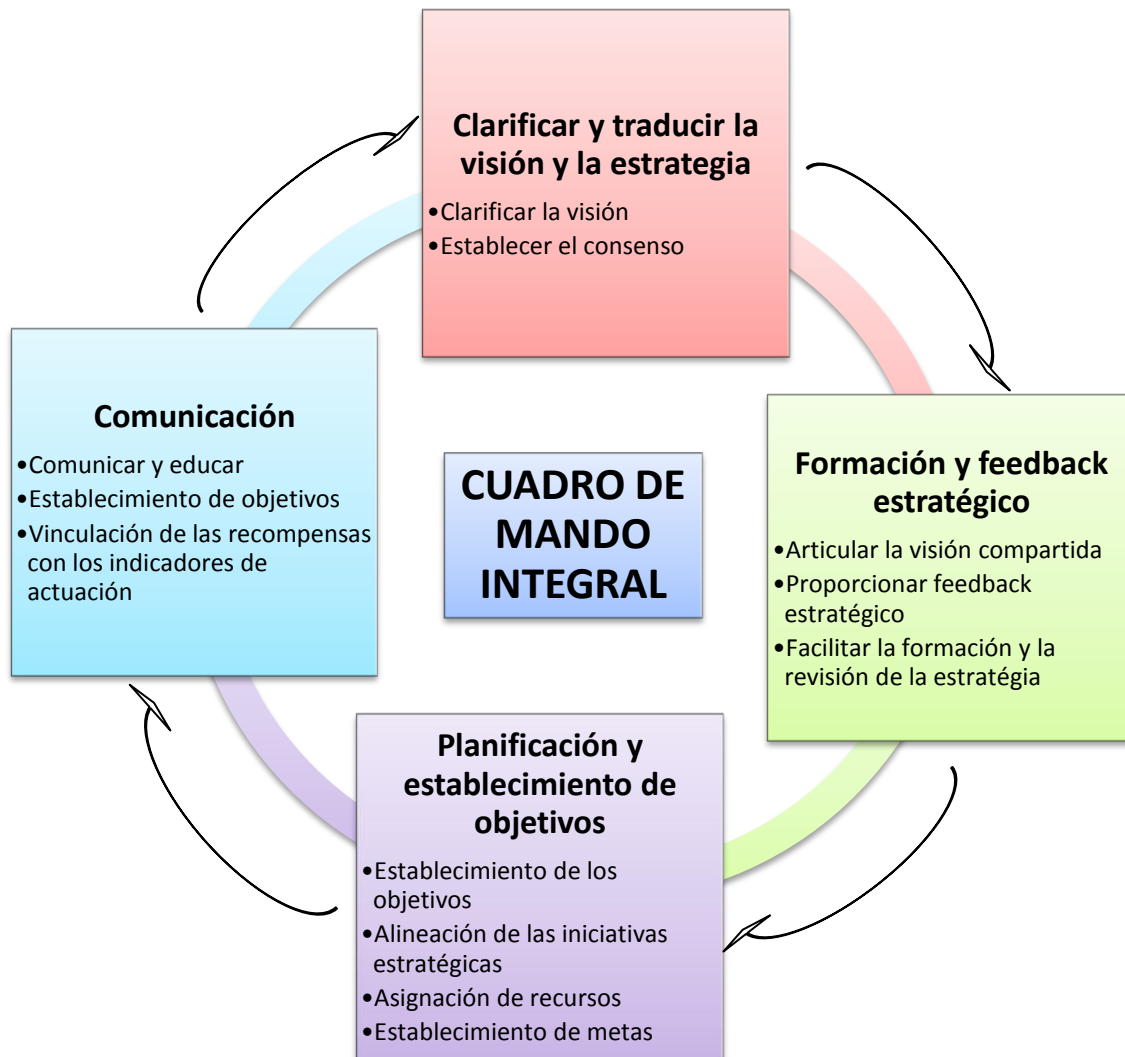 Clarificar y traducir la
visión y la estrategia
•Clarificar la visión
•Establecer el consenso
Comunicación
•Comunicar y educar
•Establecimiento de objetivos
•Vinculación de las recompensas
con los indicadores de
actuación
CUADRO DE
MANDO
INTEGRAL
Formación y feedback
estratégico
•Articular la visión compartida
•Proporcionar feedback
estratégico
•Facilitar la formación y la
revisión de la estratégia
Planificación y
establecimiento de
objetivos
•Establecimiento de los
objetivos
•Alineación de las iniciativas
estratégicas
•Asignación de recursos
•Establecimiento de metas